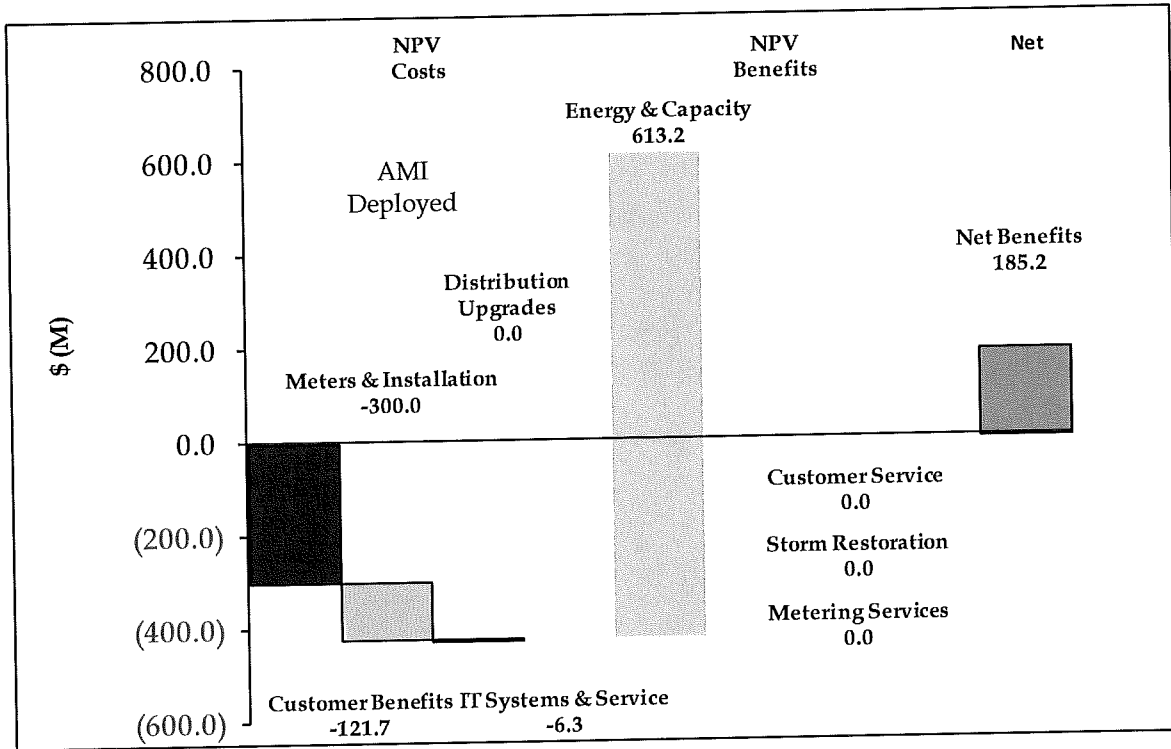 NPV
Costs
NPV
Benefits
Net
800.0
600.0
400.0
200.0
0.0
(200.0)
(400.0)
(600.0)
$ (M)
AMI
Deployed
Energy & Capacity
613.2
Distribution
Upgrades
0.0
Net Benefits
185.2
Meters & Installation
-300.0
Customer Service
0.0
Storm Restoration
0.0
Metering Services
0.0
Customer Benefits IT Systems & Service
-121.7 -6.3